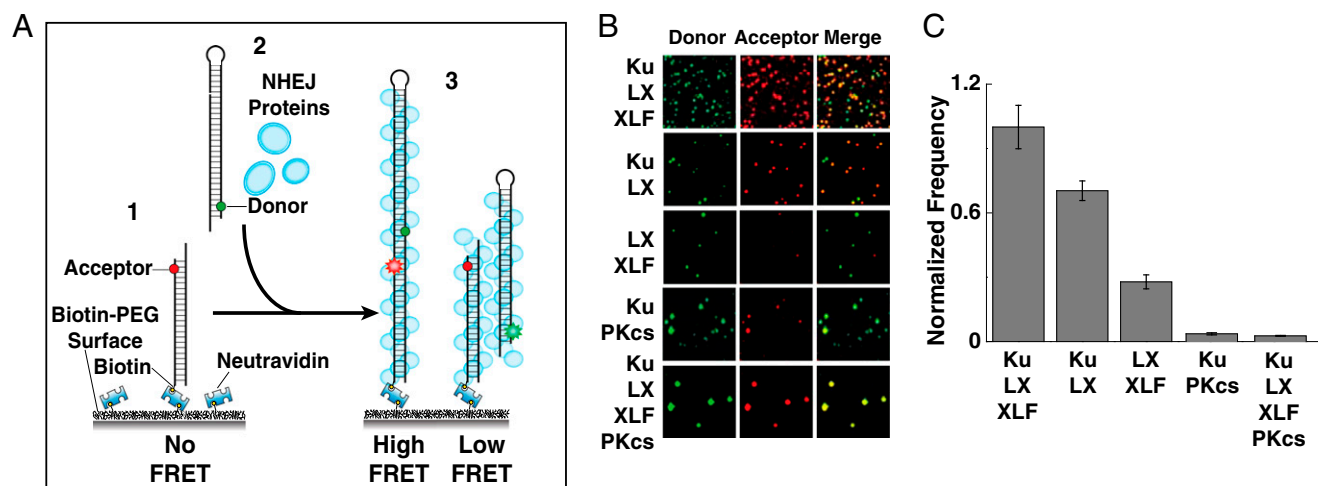 A
1
2
3
NHEJ
Proteins
Donor
Acceptor
Biotin-PEG
Surface
Biotin
Neutravidin
No
FRET
High
FRET
Low
FRET
B
Donor Acceptor Merge
Ku
LX
XLF
Ku
LX
LX
XLF
Ku
PKcs
Ku
LX
XLF
PKcs
C
Normalized Frequency
1.2
0.6
0
Ku
LX
XLF
Ku
LX
LX
XLF
Ku
PKcs
Ku
LX
XLF
PKcs